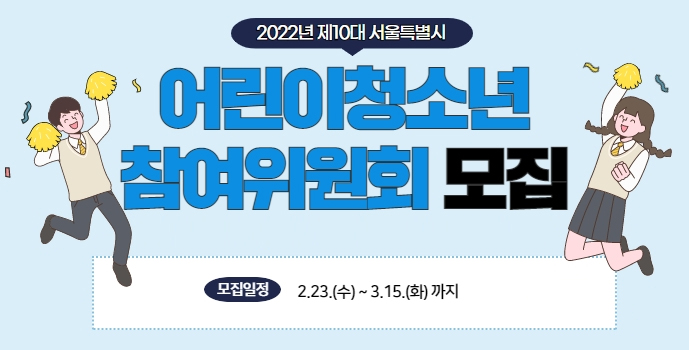 2022년 제10대 서울특별시
어린이청소년
참여위원회 모집
모집일정 2.23.(수) ~ 3.15.(화) 까지